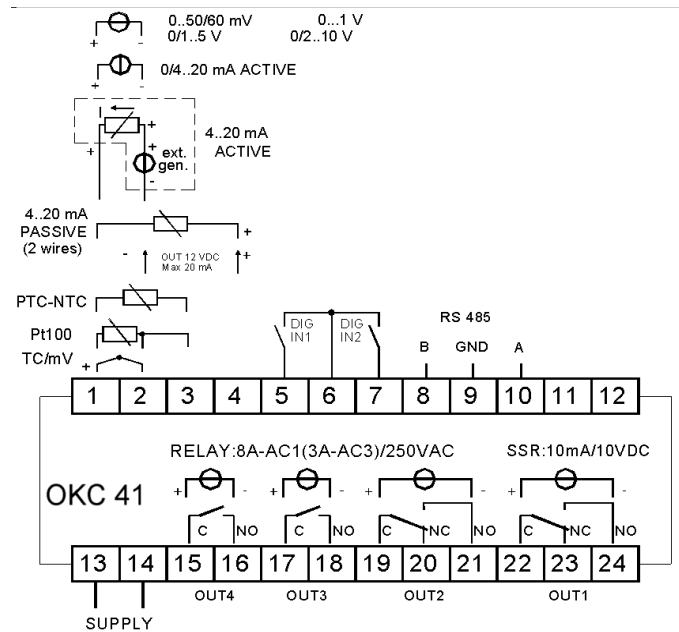 0..50/60 mV 0...1 V
+ - 0/1..5 V 0/2..10 V
0/4..20 mA ACTIVE
+ -
I
+
4..20 mA
+ + ext.
ACTIVE
gen.
-
4..20 mA
PASSIVE
+
(2 wires)
- OUT 12 VDC +
Max 20 mA
PTC-NTC
Pt100
TC/mV
+
DIG IN1
DIG IN2
RS 485
B GND A
1 2 3 4 5 6 7 8 9 10 11 12
RELAY:8A-AC1(3A-AC3)/250VAC SSR:10mA/10VDC
OKC 41
+ - + - + - + -
C NO C NO C NC NO C NC NO
13 14 15 16 17 18 19 20 21 22 23 24
OUT4 OUT3 OUT2 OUT1
SUPPLY